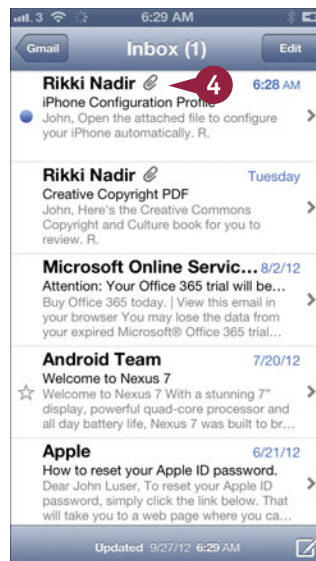 3 6:29 AM
Gmail Inbox (1) Edit
Rikki Nadir 4 6:28 AM
iPhone Configuration Profile
John, Open the attached file to configure
your iPhone automatically. R.
Rikki Nadir Tuesday
Creative Copyright PDF
John, Here's the Creative Commons
Copyright and Culture book for you to
review. R.
Microsoft Online Servic... 8/2/12
Attention: Your Office 365 trial will be...
Buy Office 365 today. | View this email in
your browser You may lose the data from
your expired Microsoft® Office 365 trial...
Android Team 7/20/12
Welcome to Nexus 7
Welcome to Nexus 7 With a stunning 7"
display, powerful quad-core processor and
all day battery life, Nexus 7 was built to br...
Apple 6/21/12
How to reset your Apple ID password.
Dear John Luser, To reset your Apple ID
password, simply click the link below. That
will take you to a web page where you ca...
Updated 9/27/12 6:29 AM